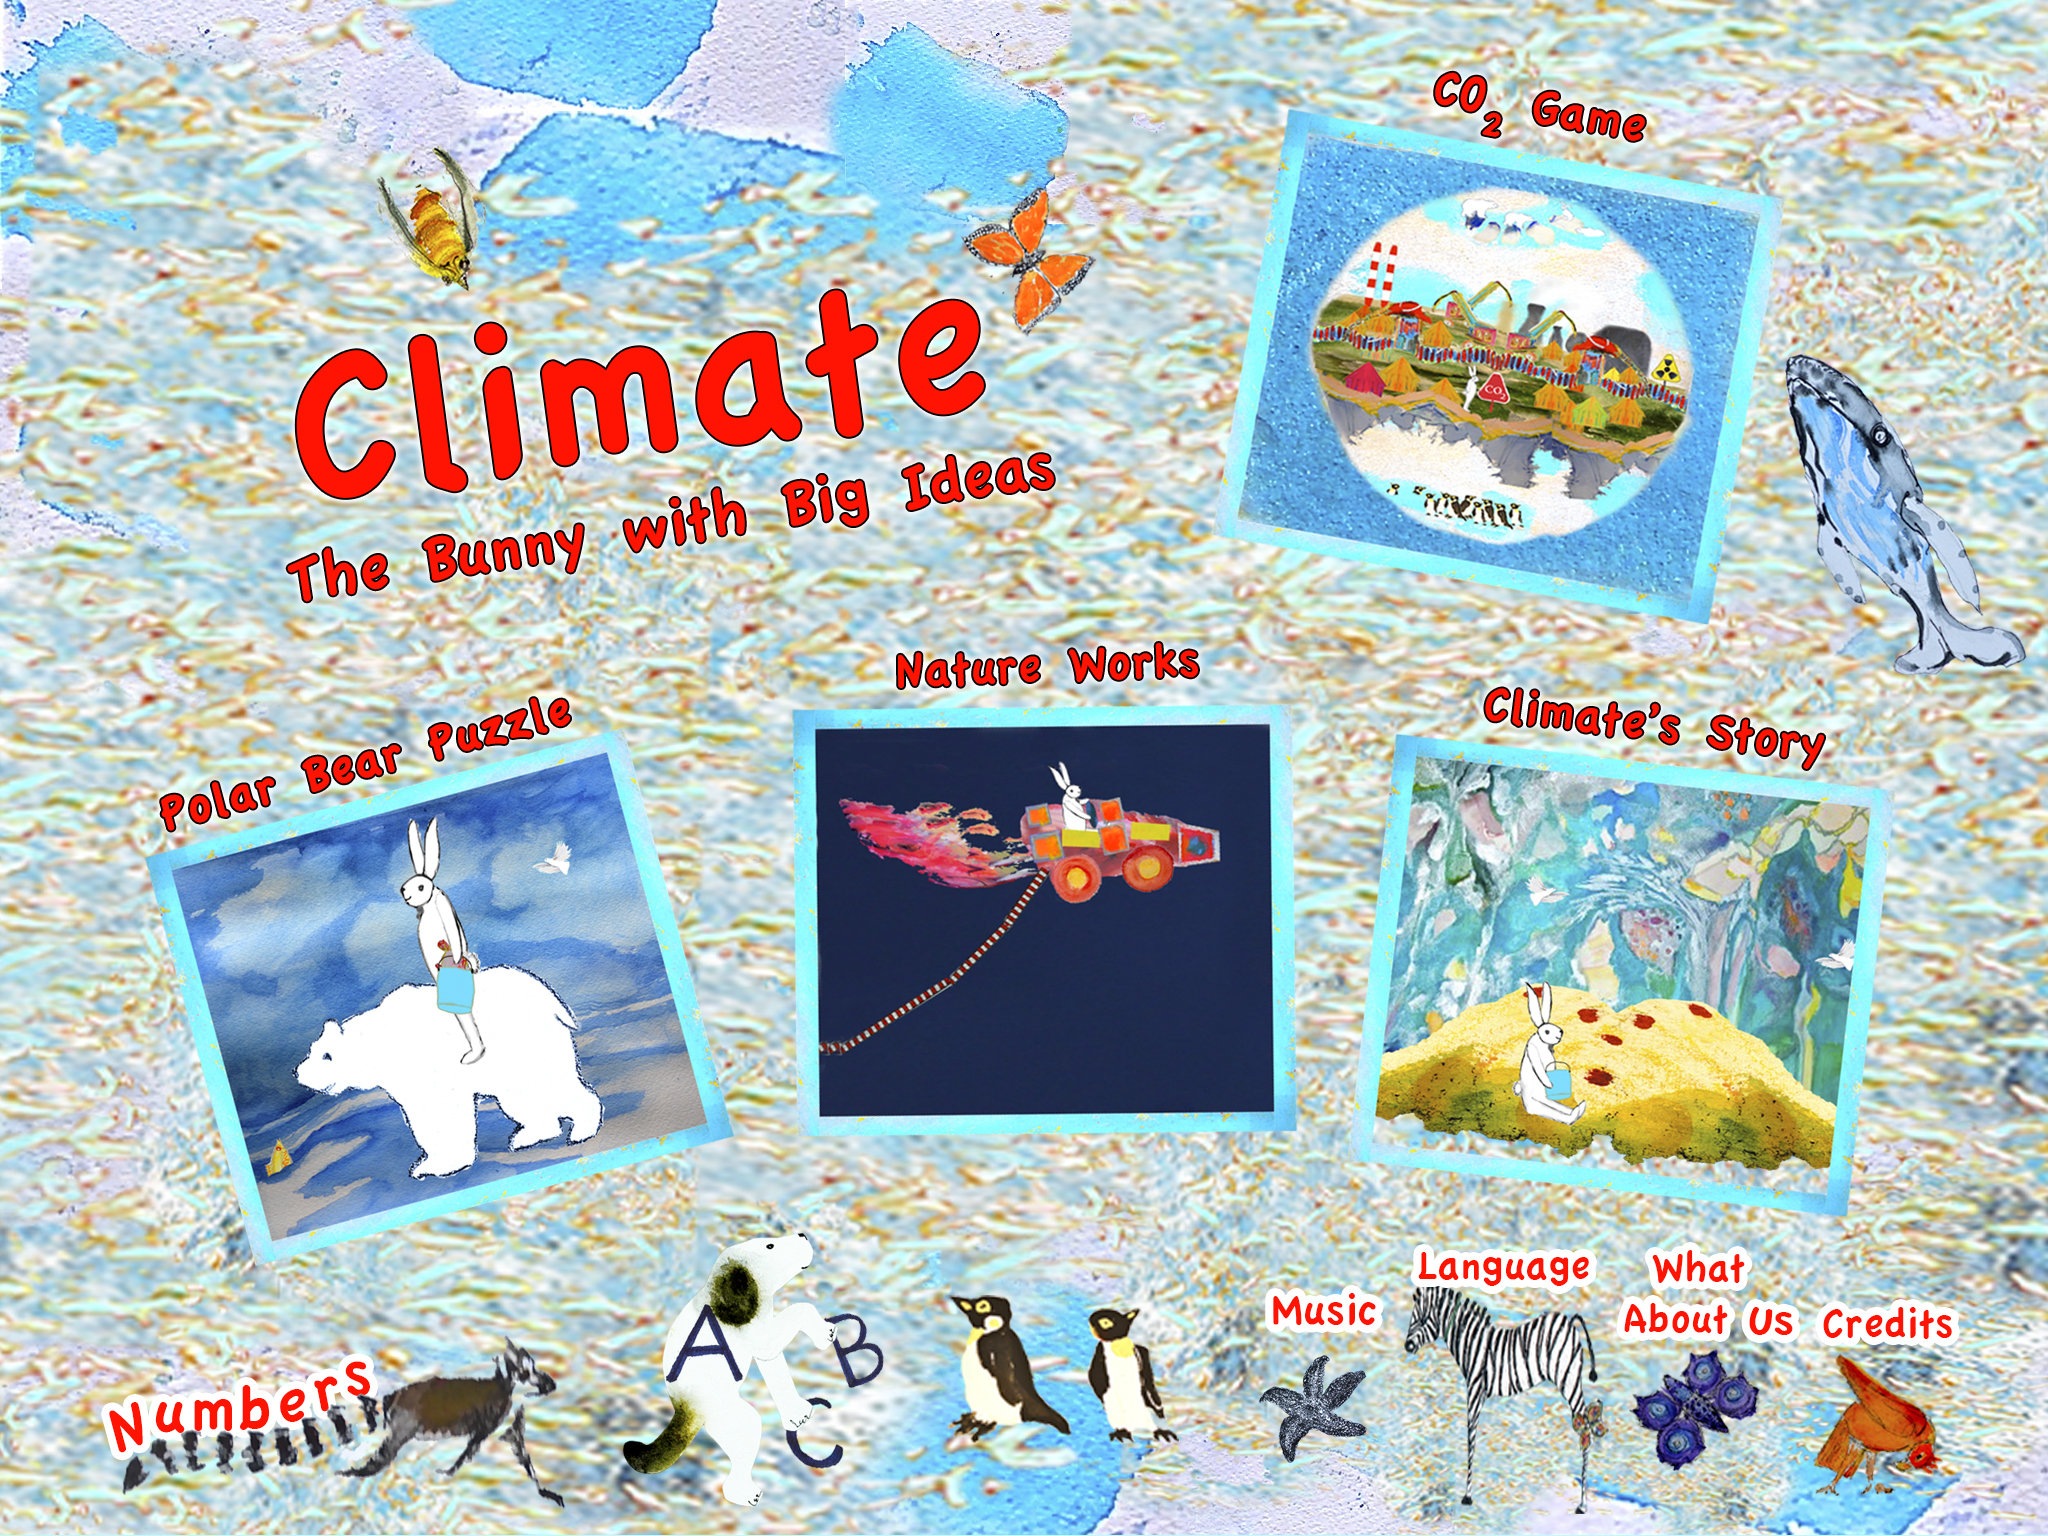 CO₂ Game
Climate
The Bunny with Big Ideas
CO₂
Nature Works
Polar Bear Puzzle
Climate's Story
Numbers
A
B
C
Music
Language
What
About Us
Credits